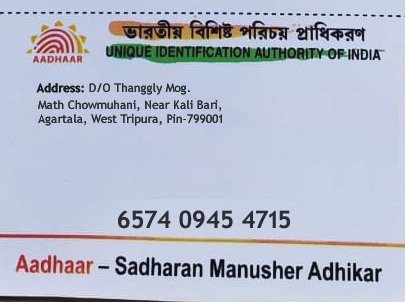 ভারতীয় বিশিষ্ট পরিচয় প্রাধিকরণ
UNIQUE IDENTIFICATION AUTHORITY OF INDIA
AADHAAR
Address: D/O Thanggly Mog.
Math Chowmuhani, Near Kali Bari,
Agartala, West Tripura, Pin-799001
6574 0945 4715
Aadhaar – Sadharan Manusher Adhikar